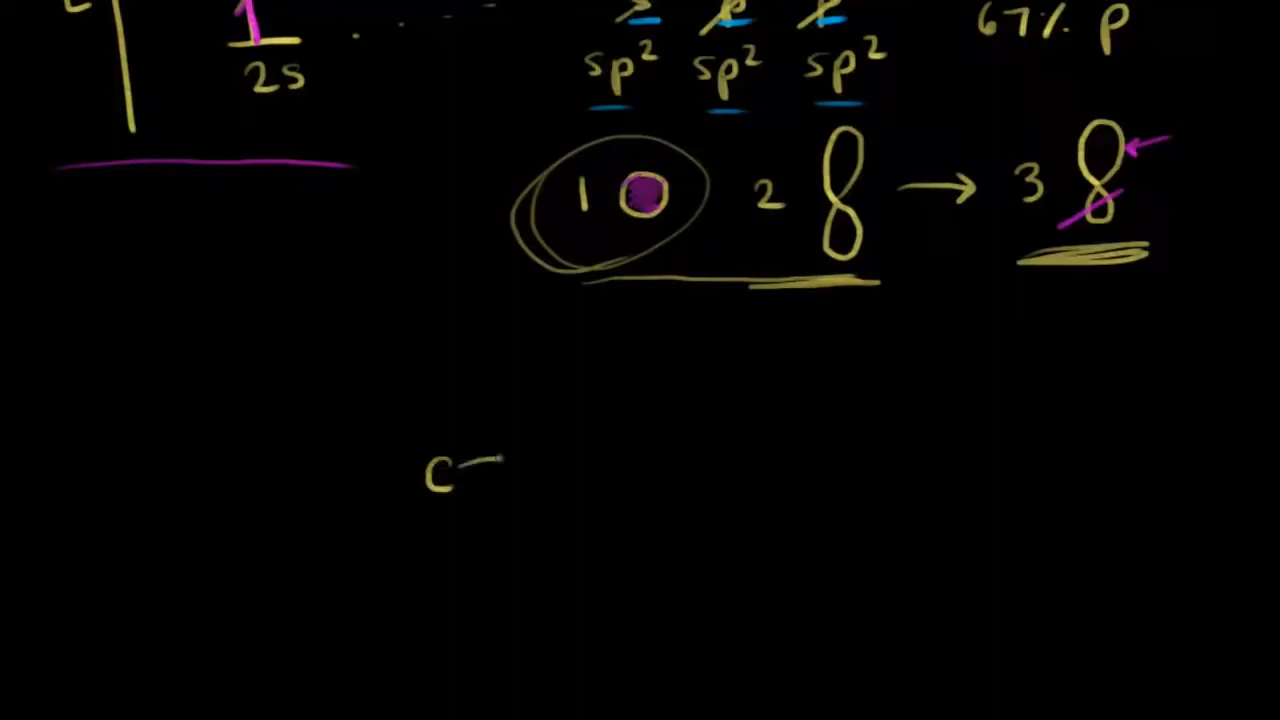 67% p
2s sp² sp² sp²
1 2 → 3
C